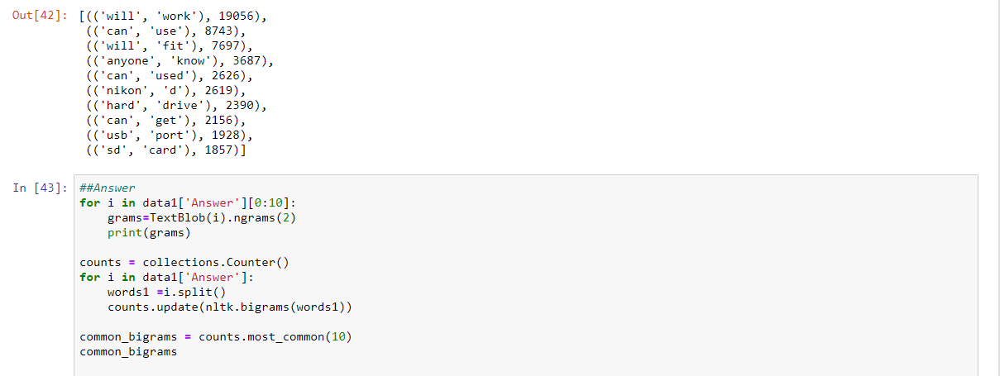 Out[42]: [(('will', 'work'), 19056),
(('can', 'use'), 8743),
(('will', 'fit'), 7697),
(('anyone', 'know'), 3687),
(('can', 'used'), 2626),
(('nikon', 'd'), 2619),
(('hard', 'drive'), 2390),
(('can', 'get'), 2156),
(('usb', 'port'), 1928),
(('sd', 'card'), 1857)]
In [43]: ##Answer
for i in data1['Answer'][0:10]:
    grams=TextBlob(i).ngrams(2)
    print(grams)
counts = collections.Counter()
for i in data1['Answer']:
    words1 =i.split()
    counts.update(nltk.bigrams(words1))
common_bigrams = counts.most_common(10)
common_bigrams